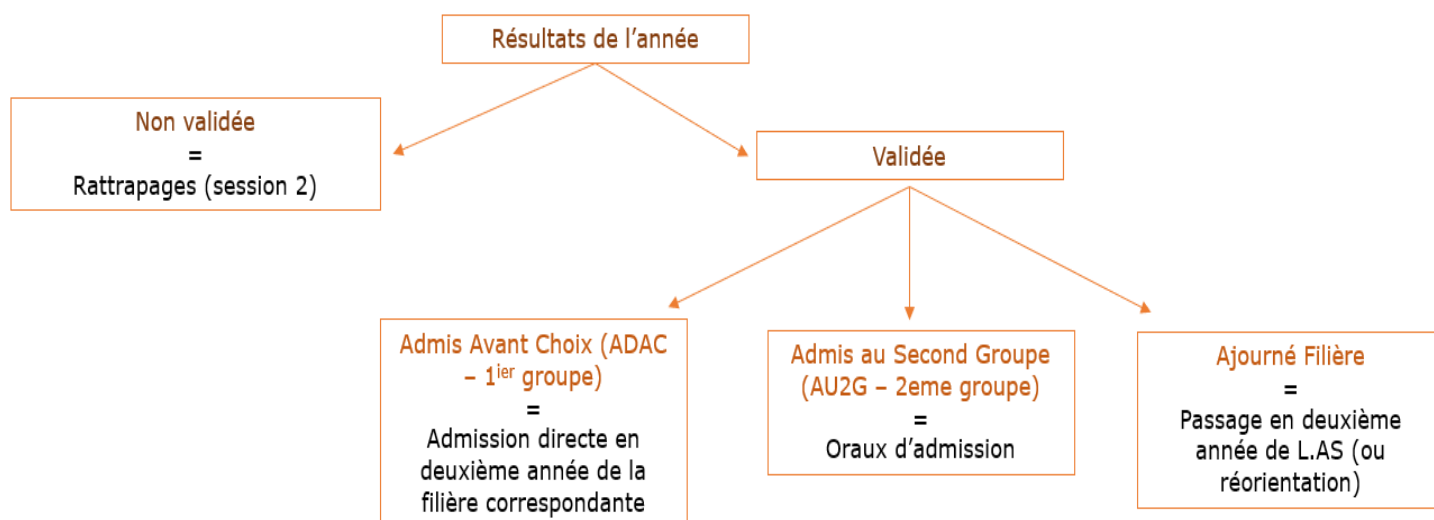 Résultats de l'année
Non validée
=
Rattrapages (session 2)
Validée
Admis Avant Choix (ADAC
– 1ier groupe)
=
Admission directe en
deuxième année de la
filière correspondante
Admis au Second Groupe
(AU2G – 2eme groupe)
=
Oraux d'admission
Ajourné Filière
=
Passage en deuxième
année de L.AS (ou
réorientation)